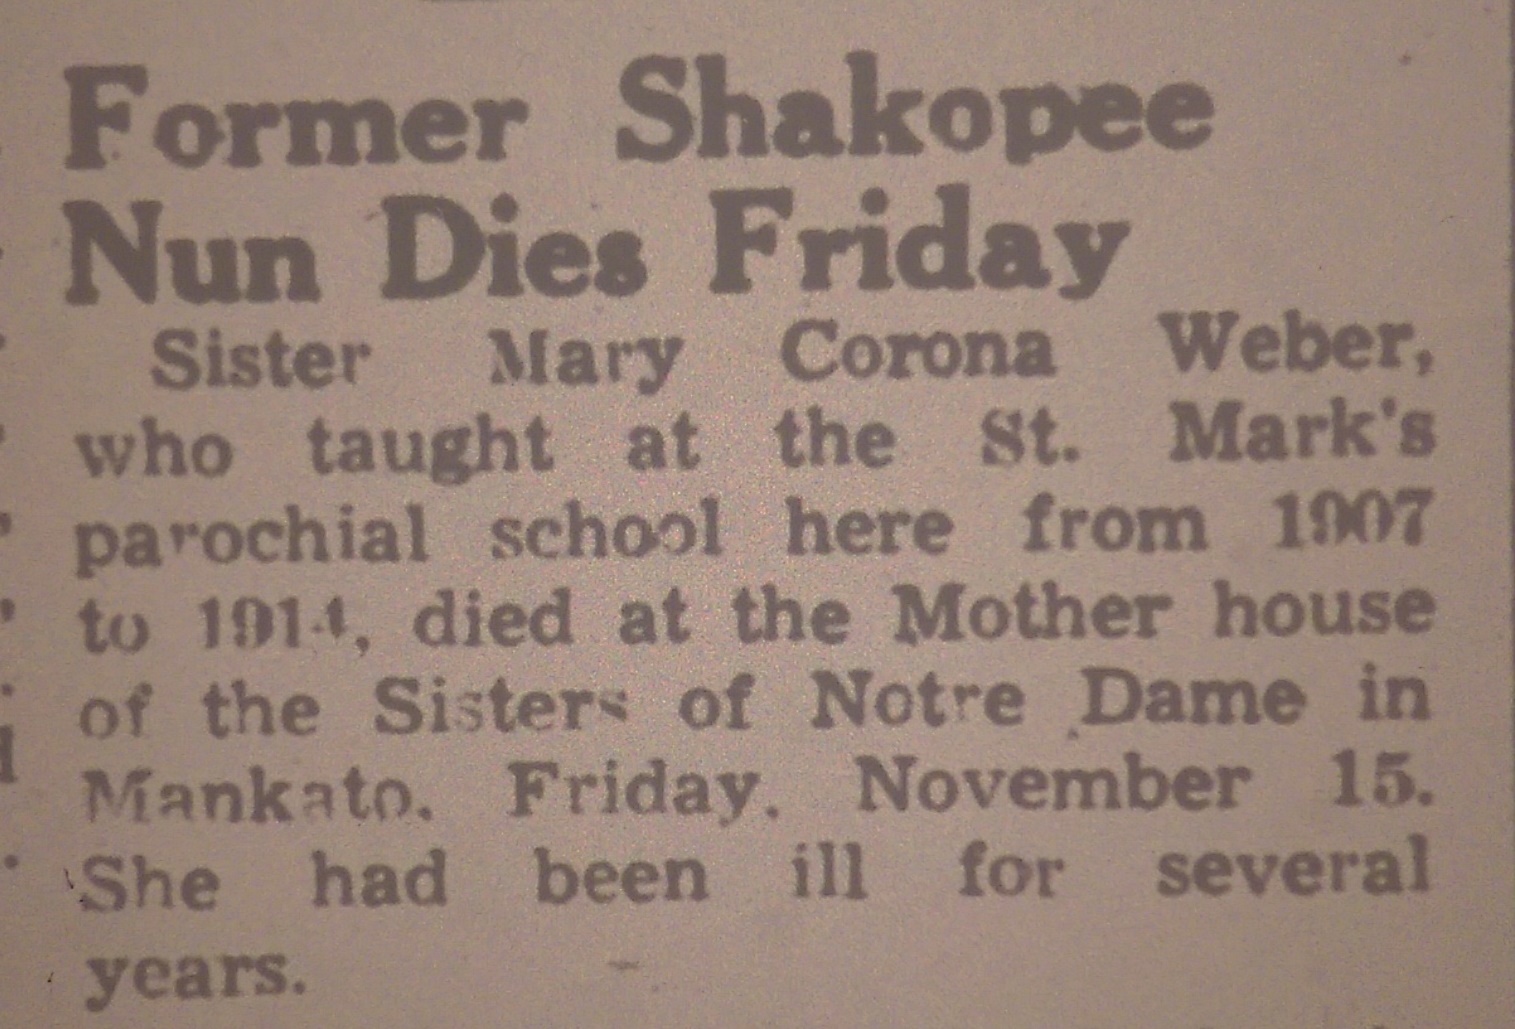 Former Shakopee
Nun Dies Friday
Sister Mary Corona Weber,
who taught at the St. Mark's
parochial school here from 1907
to 1914, died at the Mother house
of the Sisters of Notre Dame in
Mankato. Friday. November 15.
She had been ill for several
years.